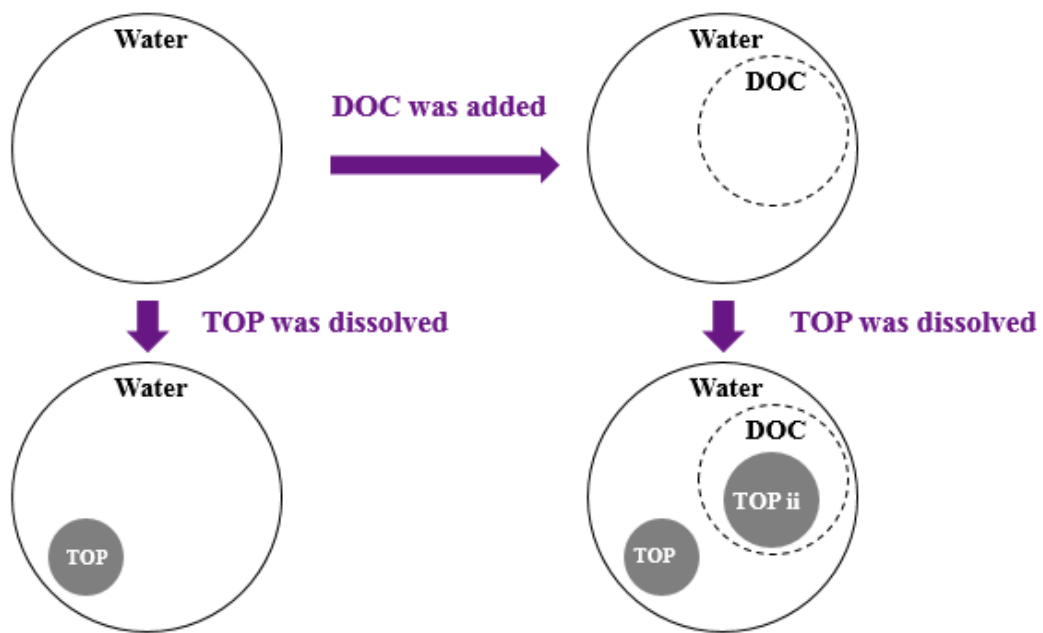 Water
Water
DOC
DOC was added
TOP was dissolved
TOP was dissolved
Water
Water
DOC
TOP ii
TOP
TOP